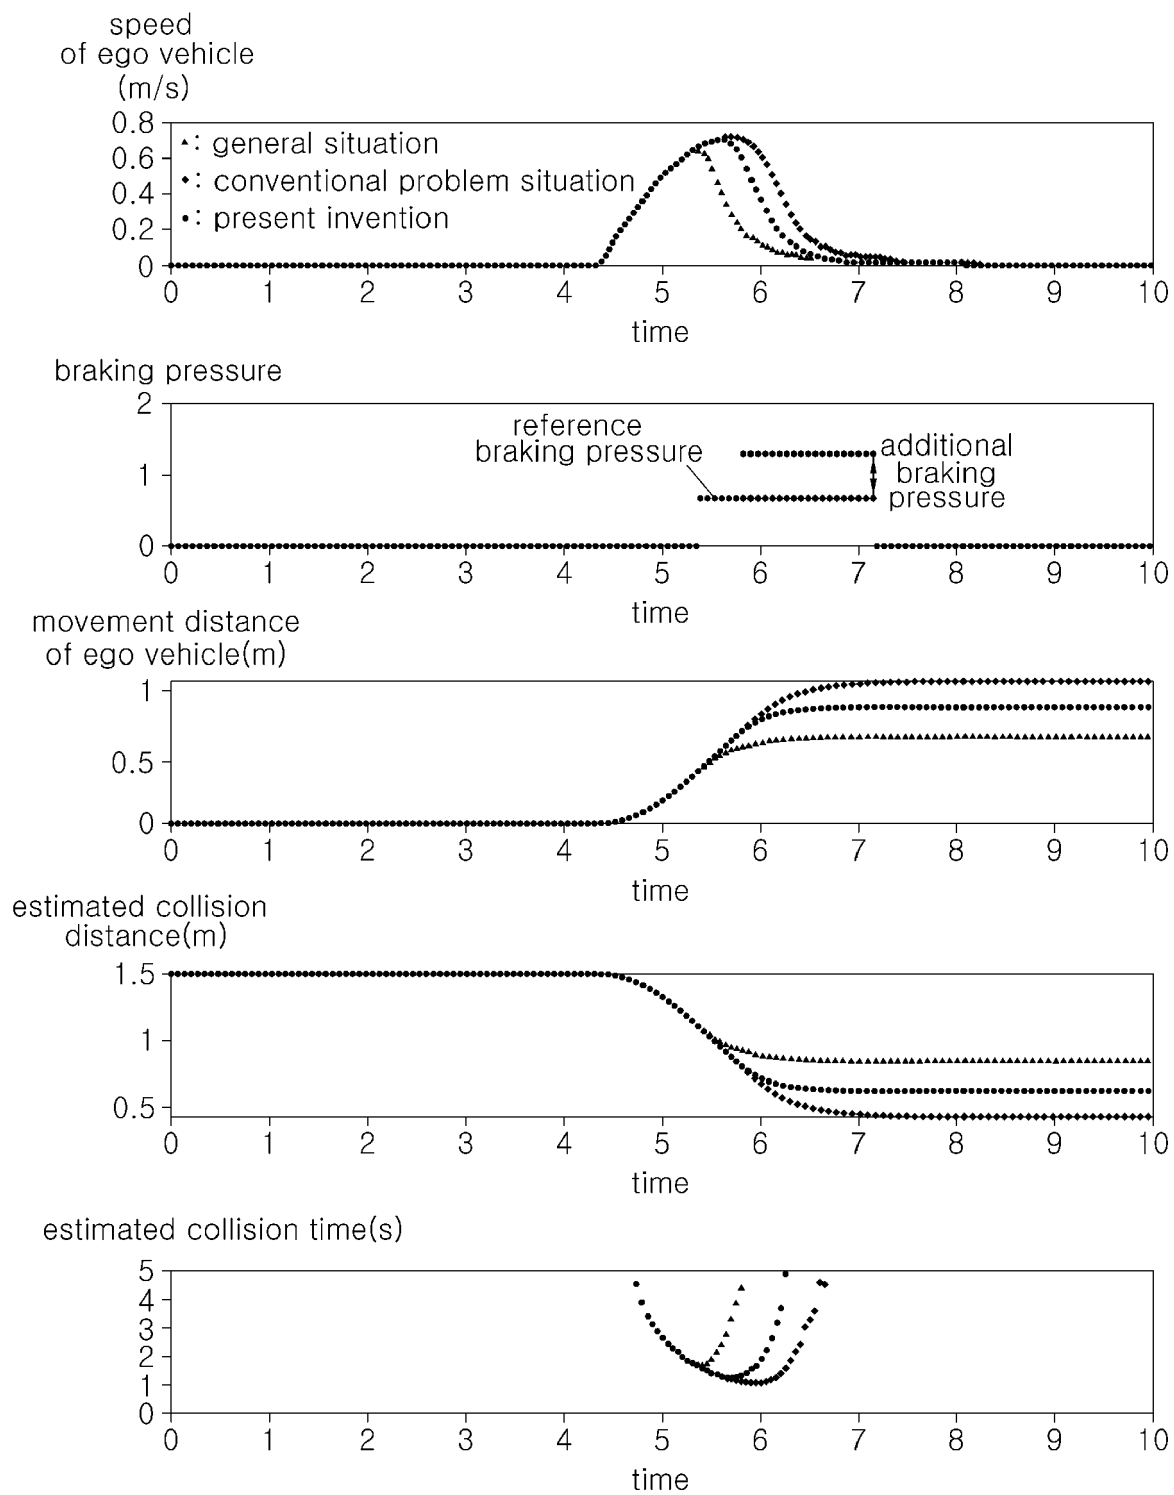 speed
of ego vehicle
(m/s)
0.8
0.6
0.4
0.2
0
▲: general situation
◆: conventional problem situation
●: present invention
0 1 2 3 4 5 6 7 8 9 10
time
braking pressure
2
1
0
reference
braking pressure
additional
braking
pressure
0 1 2 3 4 5 6 7 8 9 10
time
movement distance
of ego vehicle(m)
1
0.5
0
0 1 2 3 4 5 6 7 8 9 10
time
estimated collision
distance(m)
1.5
1
0.5
0 1 2 3 4 5 6 7 8 9 10
time
estimated collision time(s)
5
4
3
2
1
0
0 1 2 3 4 5 6 7 8 9 10
time